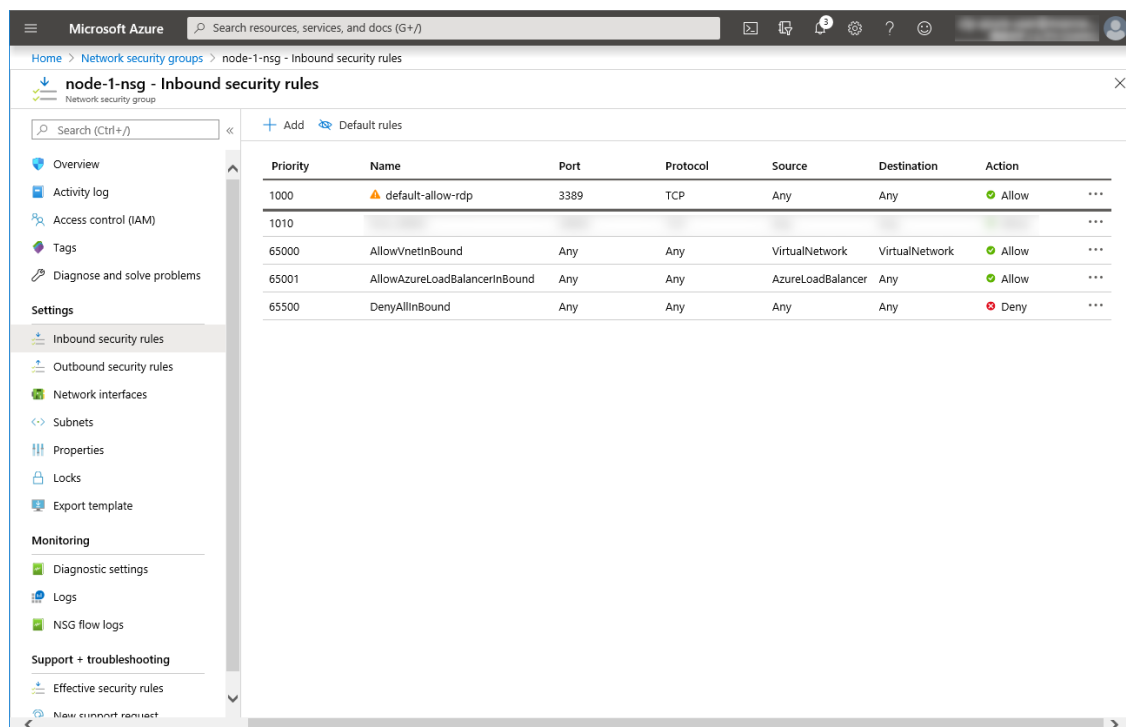 Microsoft Azure Search resources, services, and docs (G+/) 3 ?
Home > Network security groups > node-1-nsg - Inbound security rules
node-1-nsg - Inbound security rules
Network security group
Search (Ctrl+/) « + Add Default rules
Overview
Activity log
Access control (IAM)
Tags
Diagnose and solve problems
Settings
Inbound security rules
Outbound security rules
Network interfaces
Subnets
Properties
Locks
Export template
Monitoring
Diagnostic settings
Logs
NSG flow logs
Support + troubleshooting
Effective security rules
New support request
Priority Name Port Protocol Source Destination Action
1000 default-allow-rdp 3389 TCP Any Any Allow ...
1010 ...
65000 AllowVnetInBound Any Any VirtualNetwork VirtualNetwork Allow ...
65001 AllowAzureLoadBalancerInBound Any Any AzureLoadBalancer Any Allow ...
65500 DenyAllInBound Any Any Any Any Deny ...